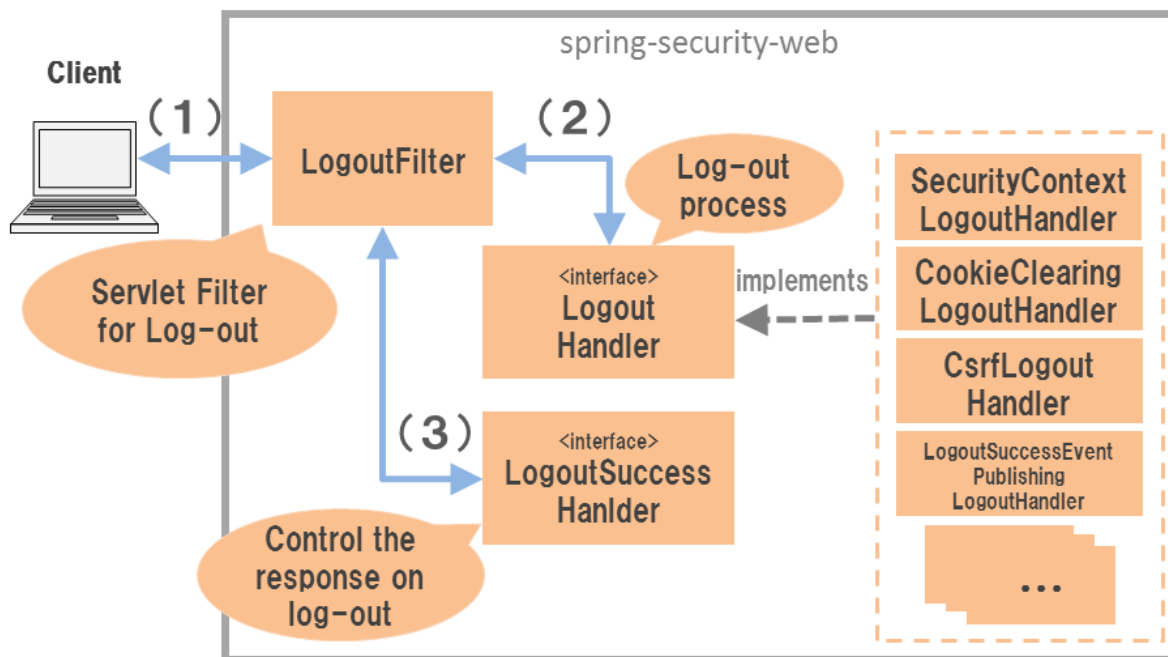 spring-security-web
Client
(1)
LogoutFilter
(2)
Log-out
process
Servlet Filter
for Log-out
<interface>
Logout
Handler
implements
SecurityContext
LogoutHandler
CookieClearing
LogoutHandler
CsrfLogout
Handler
LogoutSuccessEvent
Publishing
LogoutHandler
...
(3)
<interface>
LogoutSuccess
Hanlder
Control the
response on
log-out